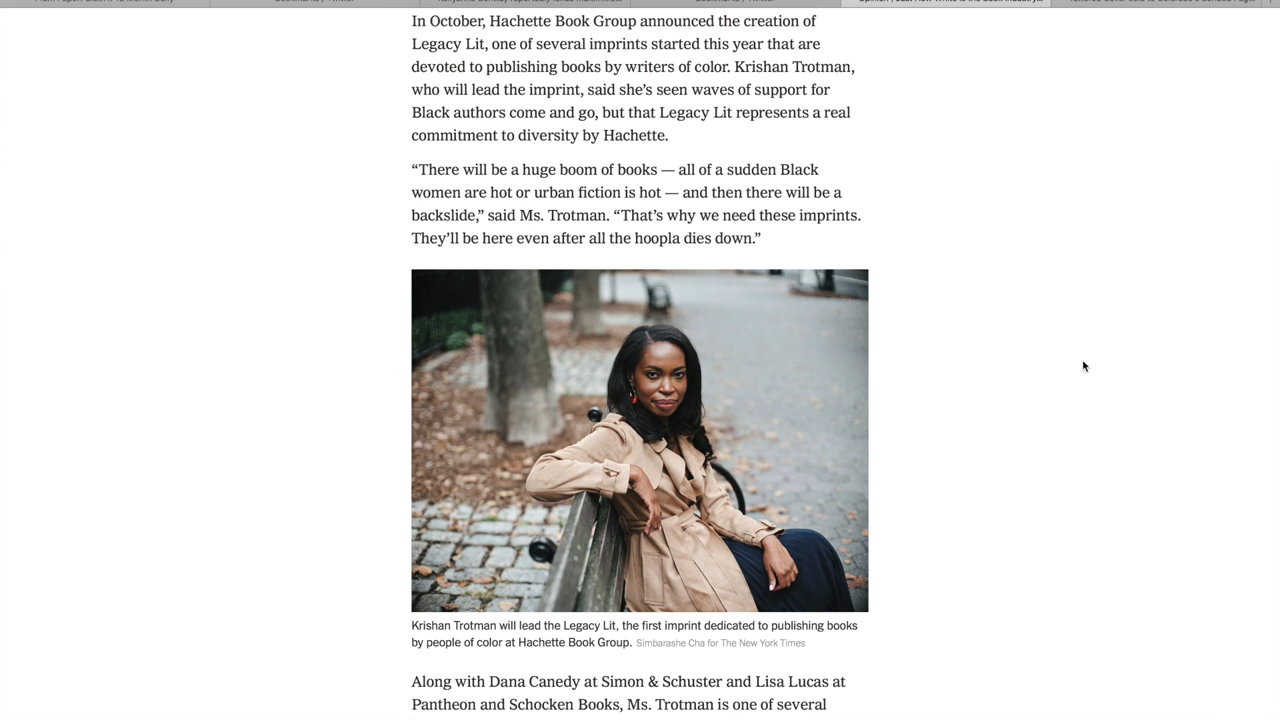 In October, Hachette Book Group announced the creation of
Legacy Lit, one of several imprints started this year that are
devoted to publishing books by writers of color. Krishan Trotman,
who will lead the imprint, said she’s seen waves of support for
Black authors come and go, but that Legacy Lit represents a real
commitment to diversity by Hachette.
“There will be a huge boom of books — all of a sudden Black
women are hot or urban fiction is hot — and then there will be a
backslide,” said Ms. Trotman. “That’s why we need these imprints.
They’ll be here even after all the hoopla dies down.”
Krishan Trotman will lead the Legacy Lit, the first imprint dedicated to publishing books
by people of color at Hachette Book Group. Simbarashe Cha for The New York Times
Along with Dana Canedy at Simon & Schuster and Lisa Lucas at
Pantheon and Schocken Books, Ms. Trotman is one of several